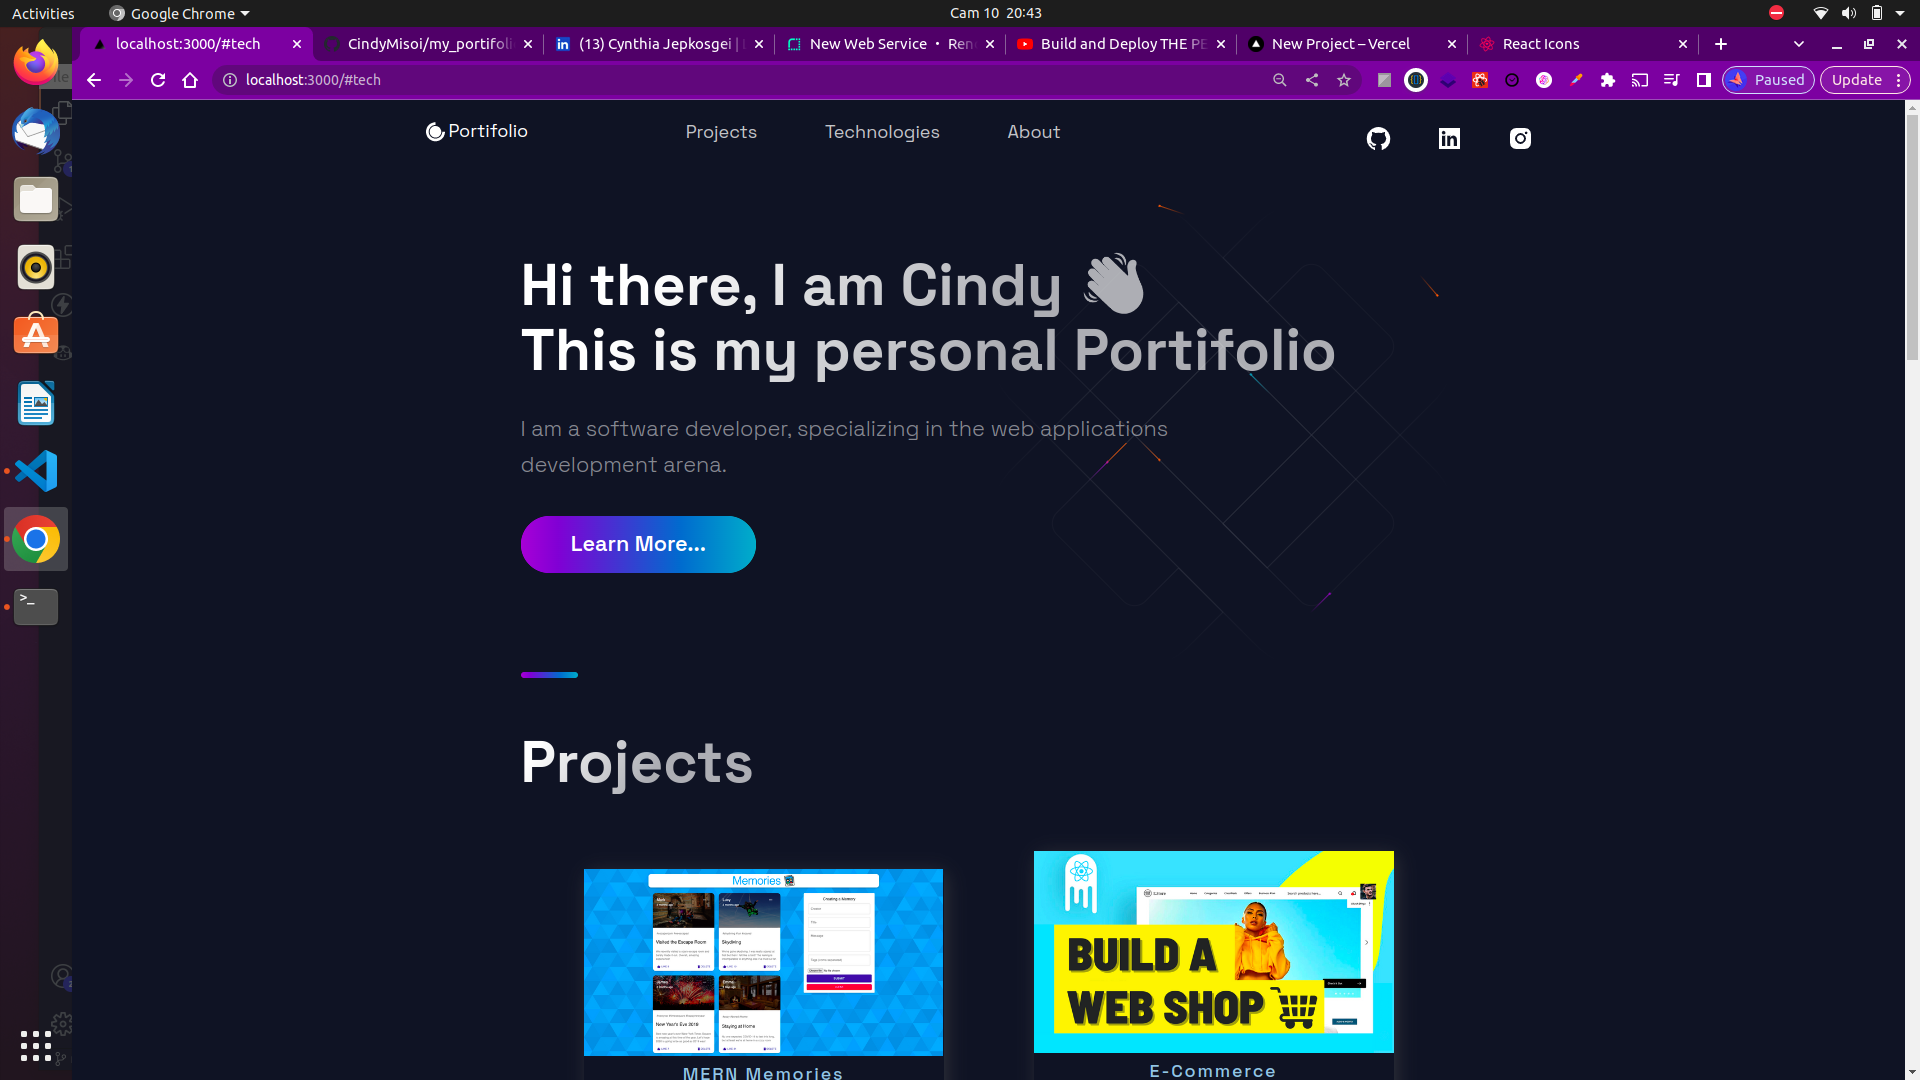 Activities
Google Chrome
Cam 10 20:43
localhost:3000/#tech
CindyMisoi/my_portifoli
(13) Cynthia Jepkosgei |
New Web Service • Ren
Build and Deploy THE PE
New Project – Vercel
React Icons
localhost:3000/#tech
Paused
Update
Portifolio
Projects
Technologies
About
Hi there, I am Cindy
This is my personal Portifolio
I am a software developer, specializing in the web applications
development arena.
Learn More...
Projects
Memories
Creating a Memory
Visited the Escape Room
Skydiving
New Year's Eve 2018
Staying at Home
SUBMIT
BUILD A
WEB SHOP
MERN Memories
E-Commerce